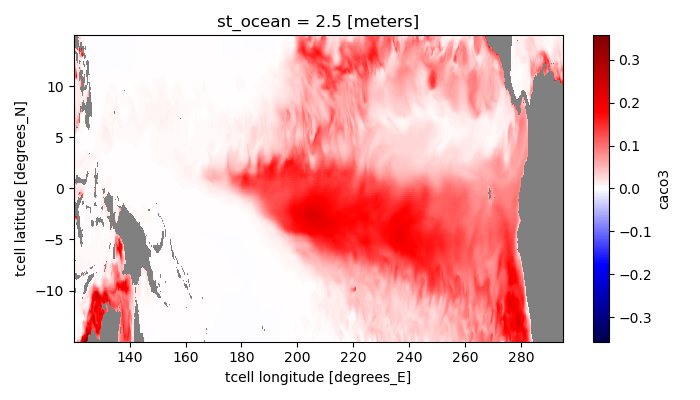 st_ocean = 2.5 [meters]
10
5
0
−5
−10
tcell latitude [degrees_N]
140 160 180 200 220 240 260 280
tcell longitude [degrees_E]
0.3
0.2
0.1
0.0
−0.1
−0.2
−0.3
caco3